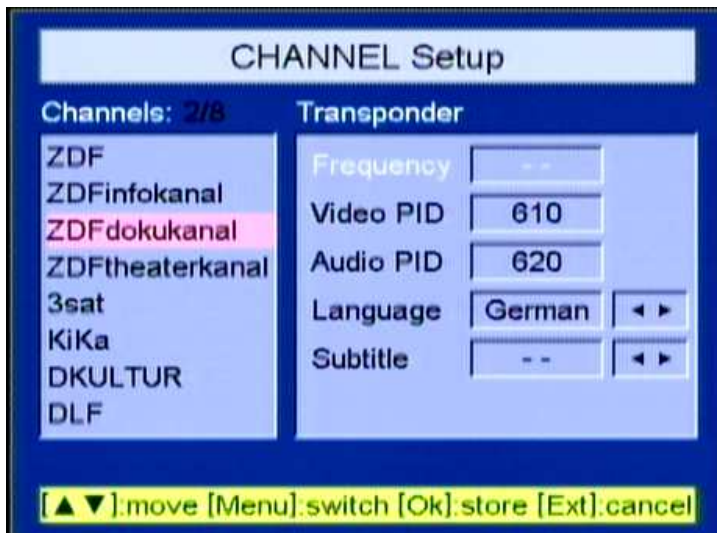 CHANNEL Setup
Channels: 2/8
Transponder
ZDF
ZDFinfokanal
ZDFdokukanal
ZDFtheaterkanal
3sat
KiKa
DKULTUR
DLF
Frequency - -
Video PID 610
Audio PID 620
Language German ◄ ►
Subtitle - - ◄ ►
[▲ ▼]:move [Menu]:switch [Ok]:store [Ext]:cancel